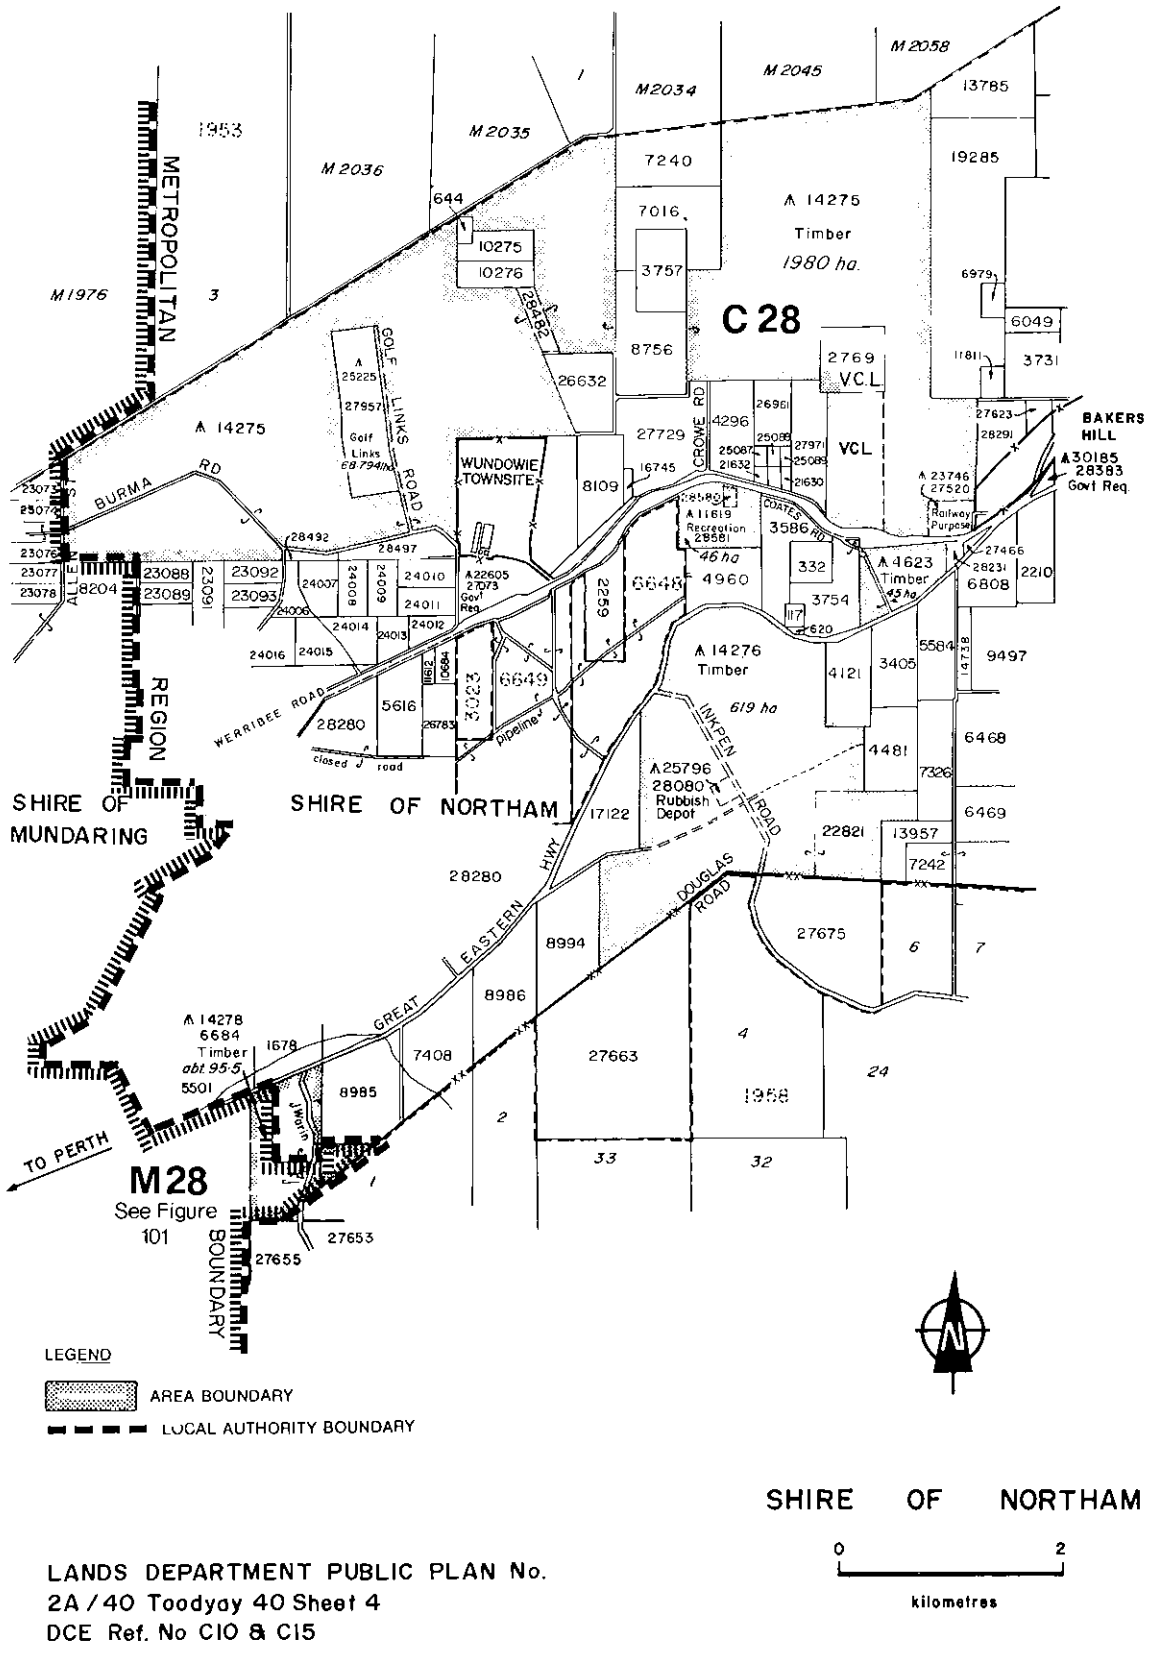 M 2058
M 2045
M2034
1
M 2035
M 2036
1953
13785
19285
7240
METROPOLITAN
644
7016
⩚ 14275
Timber
1980 ha.
10275
10276
3757
M1976
3
28482
C 28
6979
6049
8756
2769
V.C.L.
11811
3731
GOLF LINKS ROAD
25225
27957
Golf
Links
68·794ha
26632
CROWE RD
4296
26961
27623
28291
BAKERS
HILL
⩚ 14275
27729
25088
27971
VCL
⩚30185
28383
Govt Req.
WUNDOWIE
TOWNSITE
16745
25087
21632
25089
21630
⩚ 23746
27520
Railway
Purpose
BURMA RD
23073
23074
8109
28580
⩚ 11619
Recreation
28581
46 ha
COATES RD
3586
ALLEN ST
23076
23077
23078
8204
28492
28497
23088
23089
23091
23092
23093
24006
24007
24008
24009
24010
24011
24012
24013
24014
24015
24016
⩚22605
27073
Govt
Req.
2259
6648
4960
332
3754
117
620
⩚ 4623
Timber
45 ha
27466
28231
6808
2210
REGION
WERRIBEE ROAD
28280
5616
11612
10684
26783
3023
6649
pipeline
closed road
⩚ 14276
Timber
619 ha
4121
3405
5584
14738
9497
INKPEN ROAD
4481
7326
6468
⩚25796
28080
Rubbish
Depot
SHIRE OF
MUNDARING
SHIRE OF NORTHAM
17122
22821
13957
7242
6469
28280
DOUGLAS ROAD
GREAT EASTERN HWY
8994
27675
6
7
8986
⩚ 14278
6684
Timber
abt. 95·5
5501
1678
7408
8985
27663
4
1958
24
2
33
32
Warin
1
TO PERTH
M 28
See Figure
101
27653
27655
BOUNDARY
N
LEGEND
AREA BOUNDARY
LOCAL AUTHORITY BOUNDARY
SHIRE OF NORTHAM
0 2
kilometres
LANDS DEPARTMENT PUBLIC PLAN No.
2A / 40 Toodyay 40 Sheet 4
DCE Ref. No C10 & C15